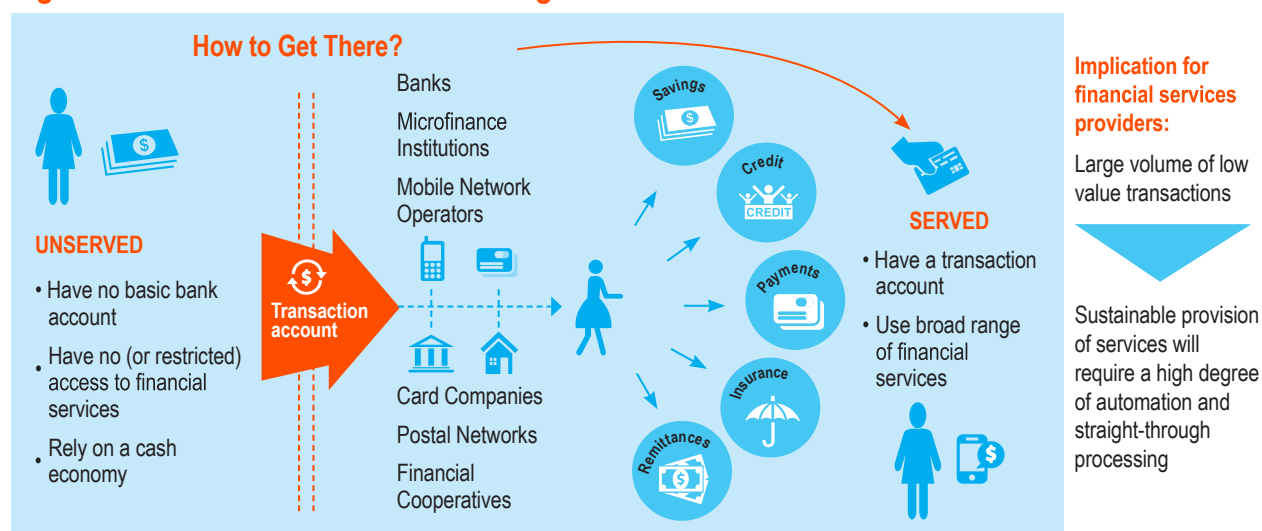 How to Get There?
UNSERVED
• Have no basic bank
account
• Have no (or restricted)
access to financial
services
• Rely on a cash
economy
$
$
Transaction
account
Banks
Microfinance
Institutions
Mobile Network
Operators
Card Companies
Postal Networks
Financial
Cooperatives
Savings
$
Credit
CREDIT
Payments
Insurance
Remittances
$
SERVED
• Have a transaction
account
• Use broad range
of financial
services
$
Implication for
financial services
providers:
Large volume of low
value transactions
Sustainable provision
of services will
require a high degree
of automation and
straight-through
processing